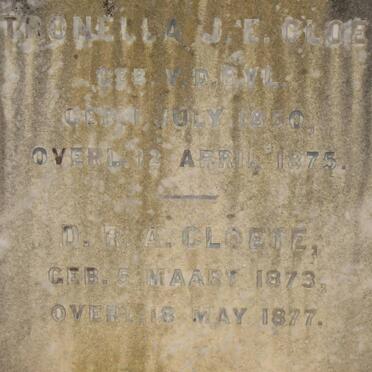 TRONELLA J. E. CLOE
GEB. V. D. BYL.
GEB. 1 JULY 1850,
OVERL. 12 APRIL 1875.
D. R. A. CLOETE,
GEB. 5 MAART 1873,
OVERL. 18 MAY 1877.